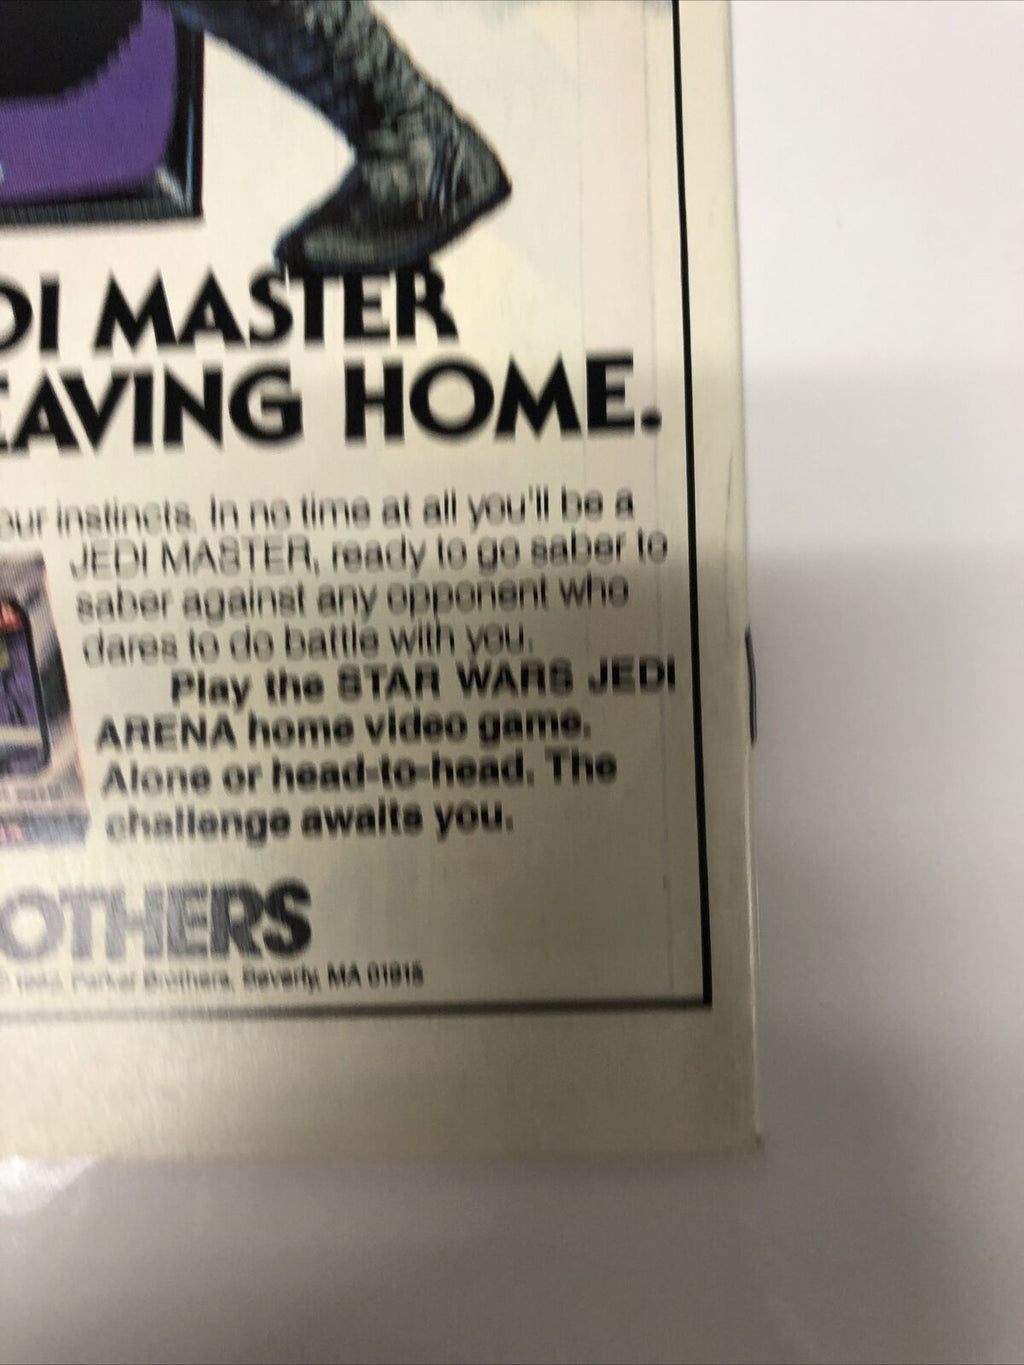 DI MASTER
EAVING HOME.
our instincts. In no time at all you'll be a
JEDI MASTER, ready to go saber to
saber against any opponent who
dares to do battle with you.
Play the STAR WARS JEDI
ARENA home video game.
Alone or head-to-head. The
challenge awaits you.
OTHERS
Parker Brothers, Beverly, MA 01915